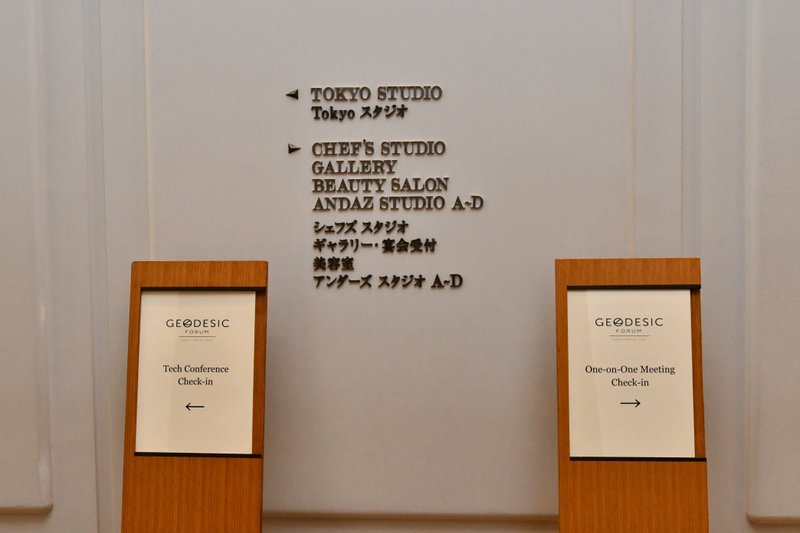 ◄ TOKYO STUDIO
Tokyo スタジオ
► CHEF'S STUDIO
GALLERY
BEAUTY SALON
ANDAZ STUDIO A~D
シェフズ スタジオ
ギャラリー・宴会受付
美容室
アンダーズ スタジオ A~D
GEODESIC
FORUM
Tech Conference
Check-in
←
GEODESIC
FORUM
One-on-One Meeting
Check-in
→